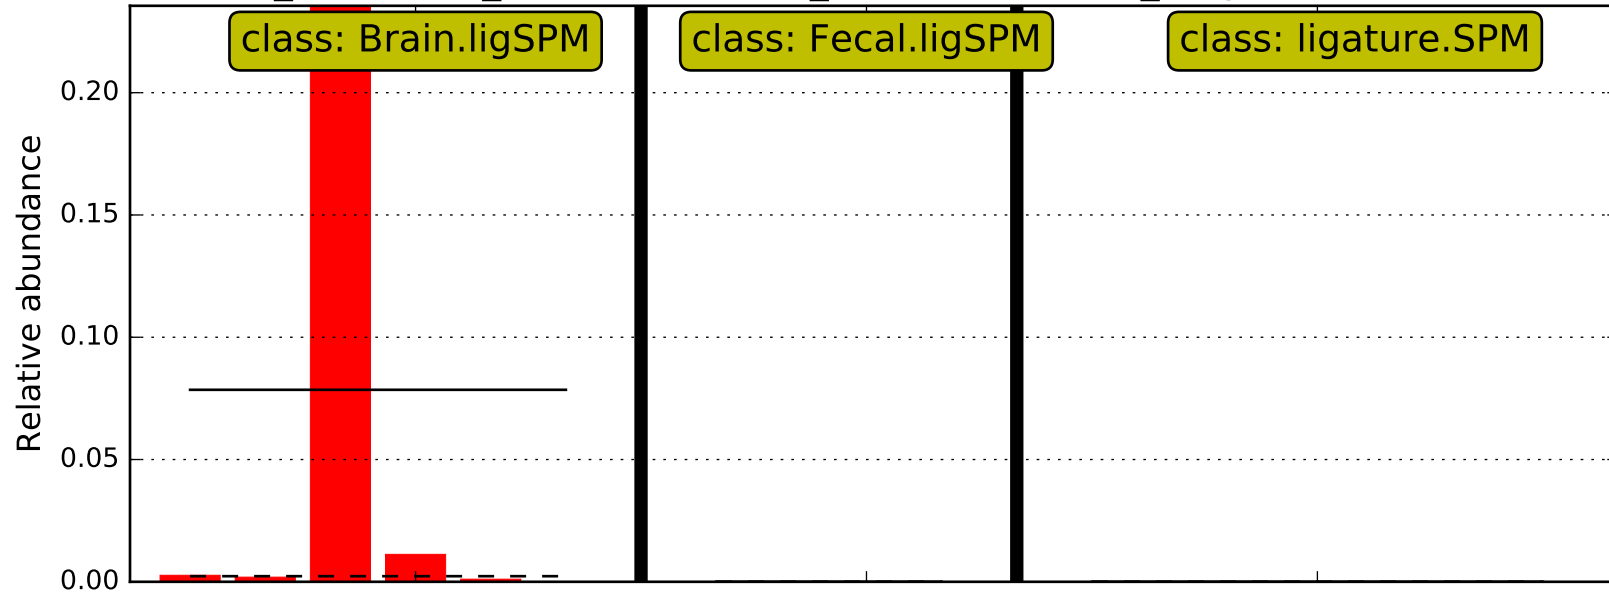 class: Brain.ligSPM
class: Fecal.ligSPM
class: ligature.SPM
0.20
0.15
0.10
0.05
0.00
Relative abundance